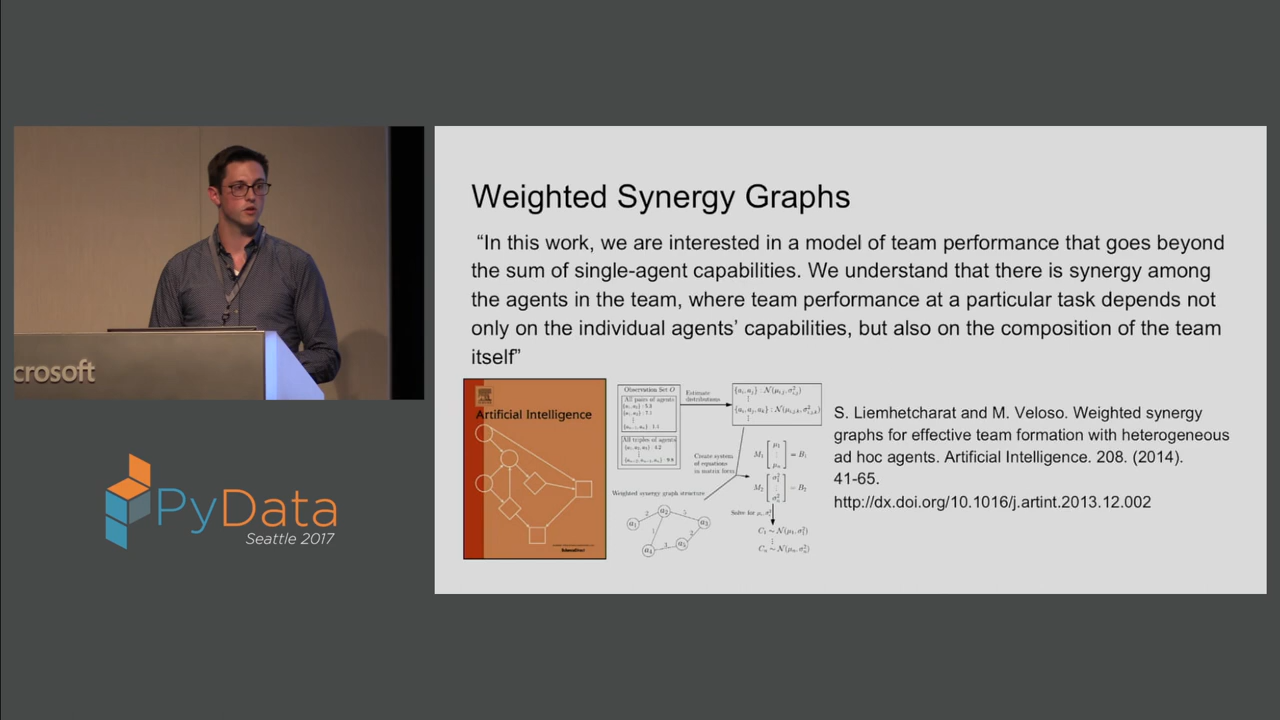 crosoft
PyData
Seattle 2017
Weighted Synergy Graphs
“In this work, we are interested in a model of team performance that goes beyond
the sum of single-agent capabilities. We understand that there is synergy among
the agents in the team, where team performance at a particular task depends not
only on the individual agents’ capabilities, but also on the composition of the team
itself”
Artificial Intelligence
Observation Set O
All pairs of agents
All triples of agents
Estimate
distributions
Create system
of equations
in matrix form
Weighted synergy graph structure
S. Liemhetcharat and M. Veloso. Weighted synergy
graphs for effective team formation with heterogeneous
ad hoc agents. Artificial Intelligence. 208. (2014).
41-65.
http://dx.doi.org/10.1016/j.artint.2013.12.002